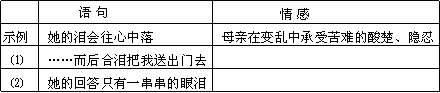 语 句 情 感
示例 她的泪会往心中落 母亲在变乱中承受苦难的酸楚、隐忍
(1) ……而后含泪把我送出门去
(2) 她的回答只有一串串的眼泪